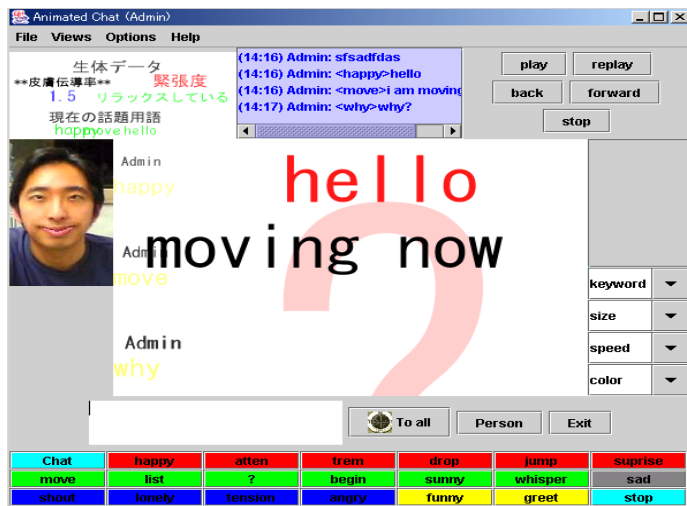 Animated Chat (Admin)
File Views Options Help
生体データ
**皮膚伝導率** 緊張度
1.5 リラックスしている
現在の話題用語
happymove hello
(14:16) Admin: sfsadfdas
(14:16) Admin: <happy>hello
(14:16) Admin: <move>i am moving
(14:17) Admin: <why>why?
play replay
back forward
stop
Admin
happy
hello
Admin
moving now
move
Admin
why
?
keyword
size
speed
color
To all Person Exit
Chat happy atten trem drop jump suprise
move list ? begin sunny whisper sad
shout lonely tension angry funny greet stop